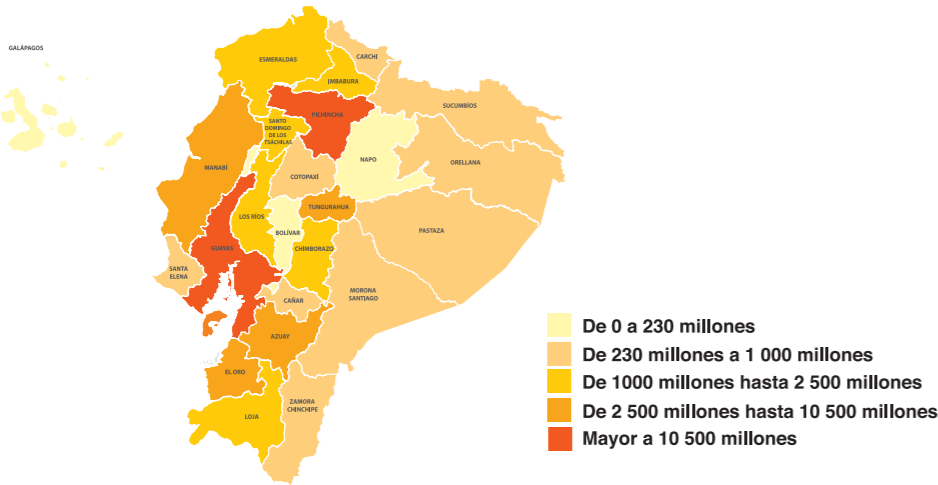 GALÁPAGOS
ESMERALDAS
CARCHI
IMBABURA
SUCUMBÍOS
PICHINCHA
SANTO
DOMINGO
DE LOS
TSÁCHILAS
NAPO
ORELLANA
MANABÍ
COTOPAXÍ
TUNGURAHUA
LOS RÍOS
BOLÍVAR
PASTAZA
GUAYAS
CHIMBORAZO
SANTA
ELENA
MORONA
SANTIAGO
CAÑAR
AZUAY
EL ORO
ZAMORA
CHINCHIPE
LOJA
De 0 a 230 millones
De 230 millones a 1 000 millones
De 1000 millones hasta 2 500 millones
De 2 500 millones hasta 10 500 millones
Mayor a 10 500 millones